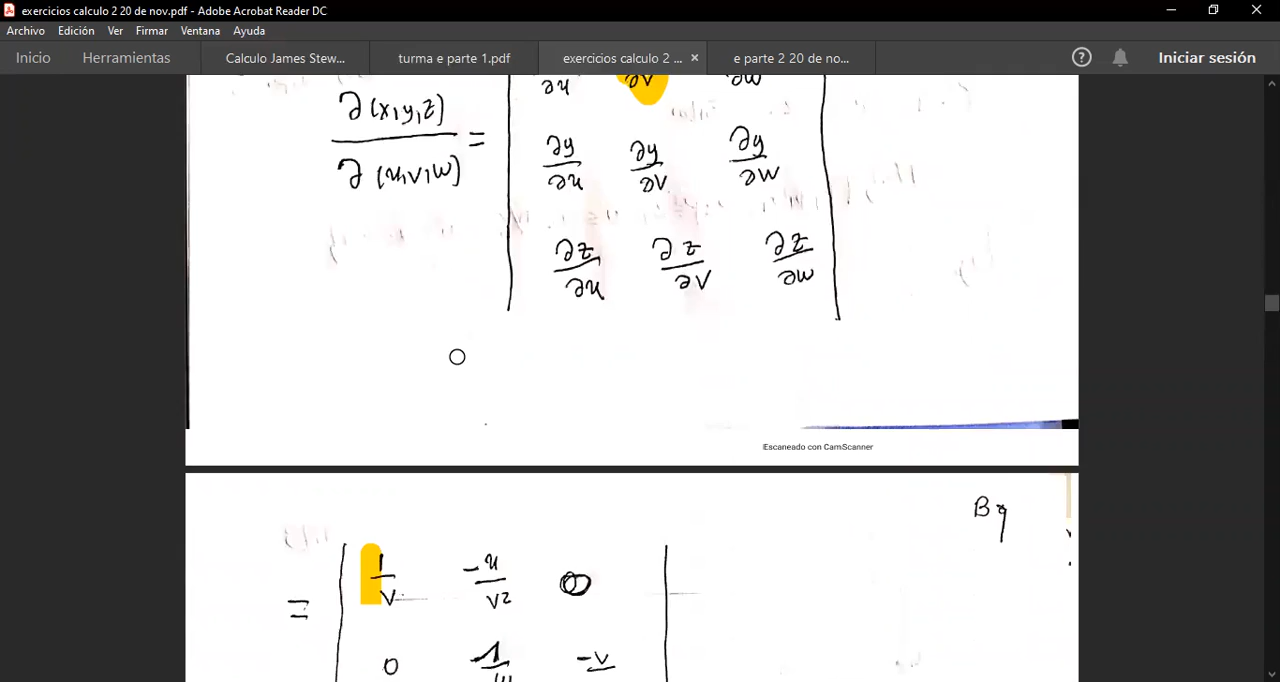 exercicios calculo 2 20 de nov.pdf - Adobe Acrobat Reader DC
Archivo Edición Ver Firmar Ventana Ayuda
Inicio Herramientas Calculo James Stew... turma e parte 1.pdf exercicios calculo 2 ... × e parte 2 20 de no... ? Iniciar sesión
∂u ∂v ∂w
∂(x,y,z) / ∂(u,v,w) =
∂y/∂u ∂y/∂v ∂y/∂w
∂z/∂u ∂z/∂v ∂z/∂w
Escaneado con CamScanner
= | 1/v -u/v² 0 |
0 1/w -v